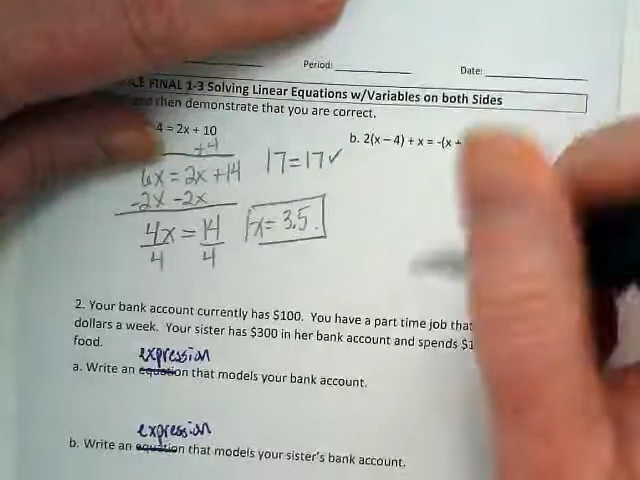 Period: Date:
FINAL 1-3 Solving Linear Equations w/Variables on both Sides
and then demonstrate that you are correct.
4 = 2x + 10
b. 2(x – 4) + x = -(x +
+4
17=17✓
6x = 2x +14
-2x -2x
4x = 14
4 4
x= 3.5
2. Your bank account currently has $100. You have a part time job that
dollars a week. Your sister has $300 in her bank account and spends $1
food.
expression
a. Write an equation that models your bank account.
expression
b. Write an equation that models your sister's bank account.